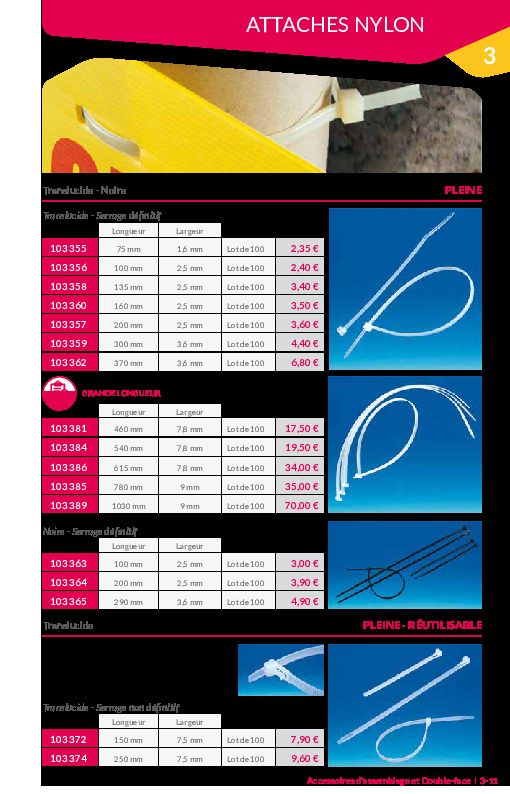 ATTACHES NYLON
3
Translucide - Noire PLEINE
Translucide - Serrage définitif
Longueur Largeur
103355 75 mm 1,6 mm Lot de 100 2,35 €
103356 100 mm 2,5 mm Lot de 100 2,40 €
103358 135 mm 2,5 mm Lot de 100 3,40 €
103360 160 mm 2,5 mm Lot de 100 3,50 €
103357 200 mm 2,5 mm Lot de 100 3,60 €
103359 300 mm 3,6 mm Lot de 100 4,40 €
103362 370 mm 3,6 mm Lot de 100 6,80 €
GRANDE LONGUEUR
Longueur Largeur
103381 460 mm 7,8 mm Lot de 100 17,50 €
103384 540 mm 7,8 mm Lot de 100 19,50 €
103386 615 mm 7,8 mm Lot de 100 34,00 €
103385 780 mm 9 mm Lot de 100 35,00 €
103389 1030 mm 9 mm Lot de 100 70,00 €
Noire - Serrage définitif
Longueur Largeur
103363 100 mm 2,5 mm Lot de 100 3,00 €
103364 200 mm 2,5 mm Lot de 100 3,90 €
103365 290 mm 3,6 mm Lot de 100 4,90 €
Translucide PLEINE - RÉUTILISABLE
Translucide - Serrage non définitif
Longueur Largeur
103372 150 mm 7,5 mm Lot de 100 7,90 €
103374 250 mm 7,5 mm Lot de 100 9,60 €
Accessoires d'assemblage et Double-face | 3-11